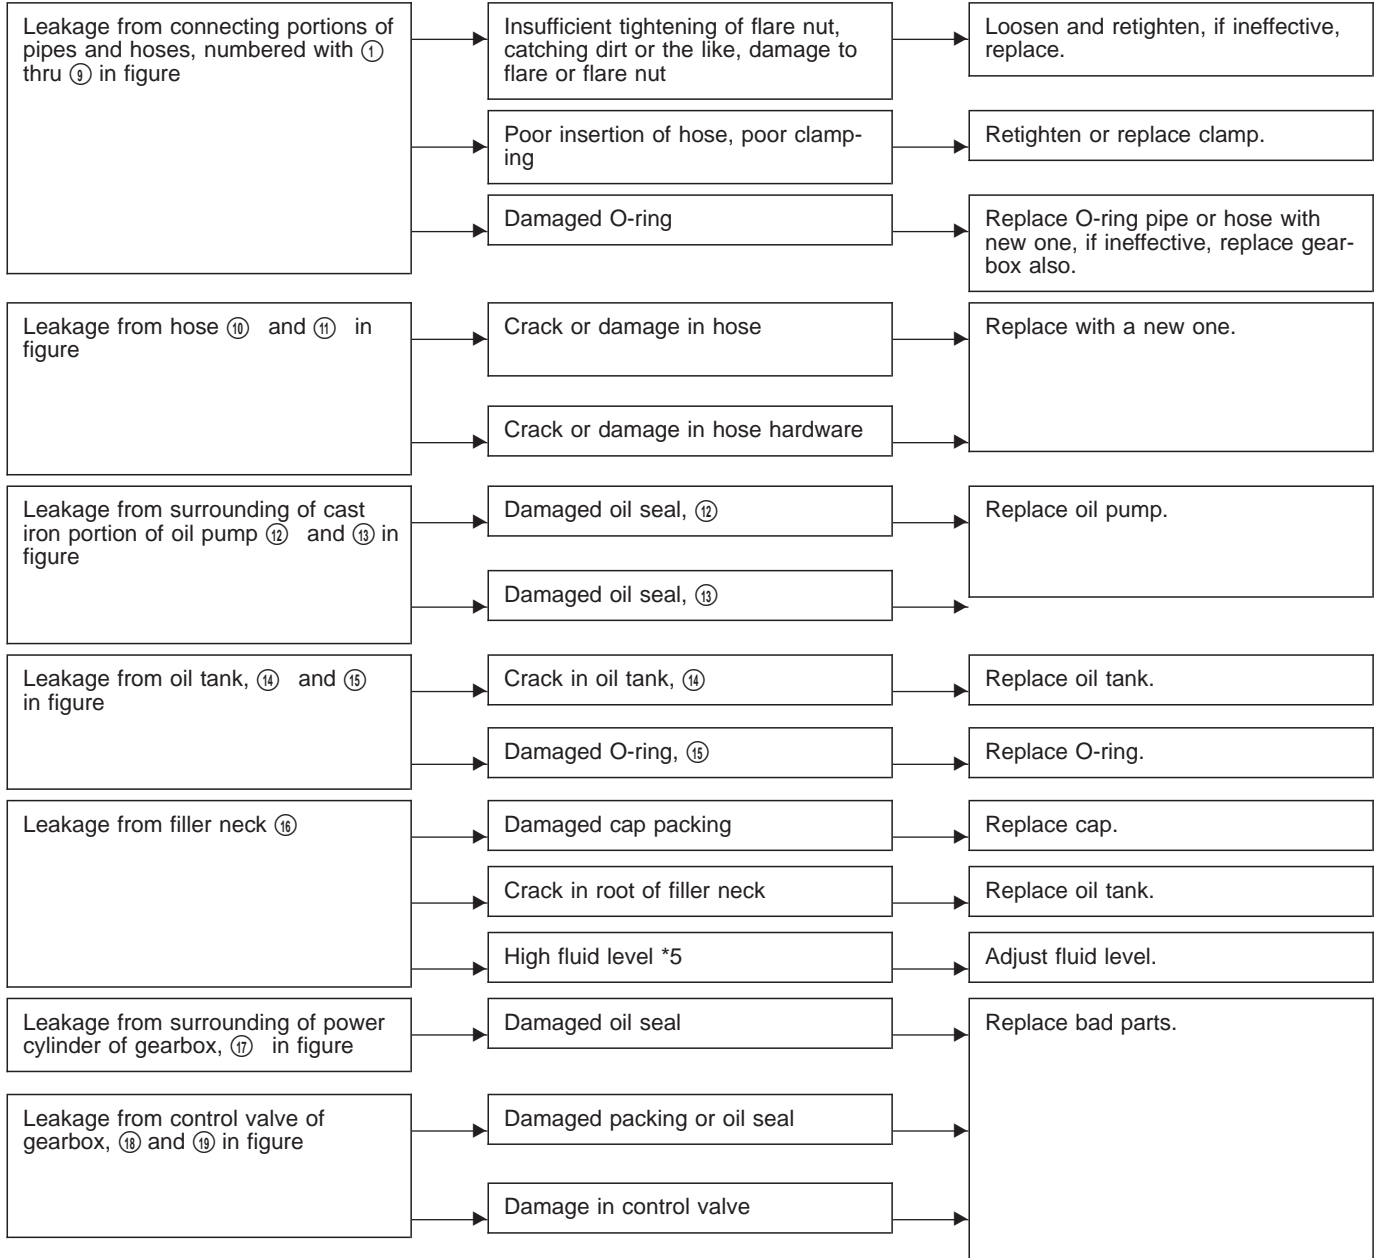 Leakage from connecting portions of
pipes and hoses, numbered with ①
thru ⑨ in figure
Insufficient tightening of flare nut,
catching dirt or the like, damage to
flare or flare nut
Loosen and retighten, if ineffective,
replace.
Poor insertion of hose, poor clamp-
ing
Retighten or replace clamp.
Damaged O-ring
Replace O-ring pipe or hose with
new one, if ineffective, replace gear-
box also.
Leakage from hose ⑩ and ⑪ in
figure
Crack or damage in hose
Replace with a new one.
Crack or damage in hose hardware
Leakage from surrounding of cast
iron portion of oil pump ⑫ and ⑬ in
figure
Damaged oil seal, ⑫
Replace oil pump.
Damaged oil seal, ⑬
Leakage from oil tank, ⑭ and ⑮
in figure
Crack in oil tank, ⑭
Replace oil tank.
Damaged O-ring, ⑮
Replace O-ring.
Leakage from filler neck ⑯
Damaged cap packing
Replace cap.
Crack in root of filler neck
Replace oil tank.
High fluid level *5
Adjust fluid level.
Leakage from surrounding of power
cylinder of gearbox, ⑰ in figure
Damaged oil seal
Replace bad parts.
Leakage from control valve of
gearbox, ⑱ and ⑲ in figure
Damaged packing or oil seal
Damage in control valve